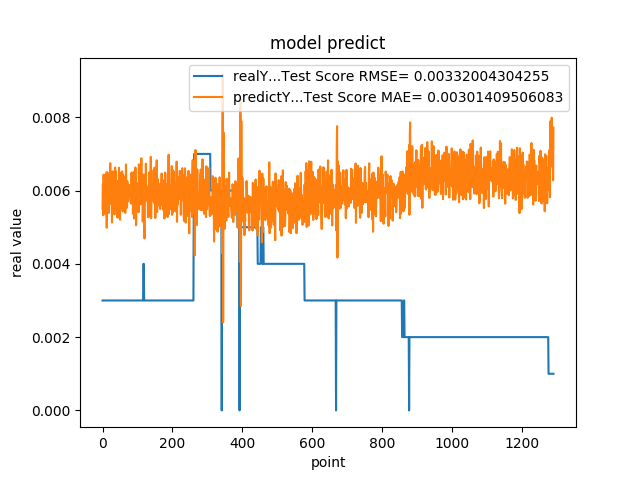 model predict
realY...Test Score RMSE= 0.00332004304255
predictY...Test Score MAE= 0.00301409506083
0.008
0.006
0.004
0.002
0.000
real value
0 200 400 600 800 1000 1200
point